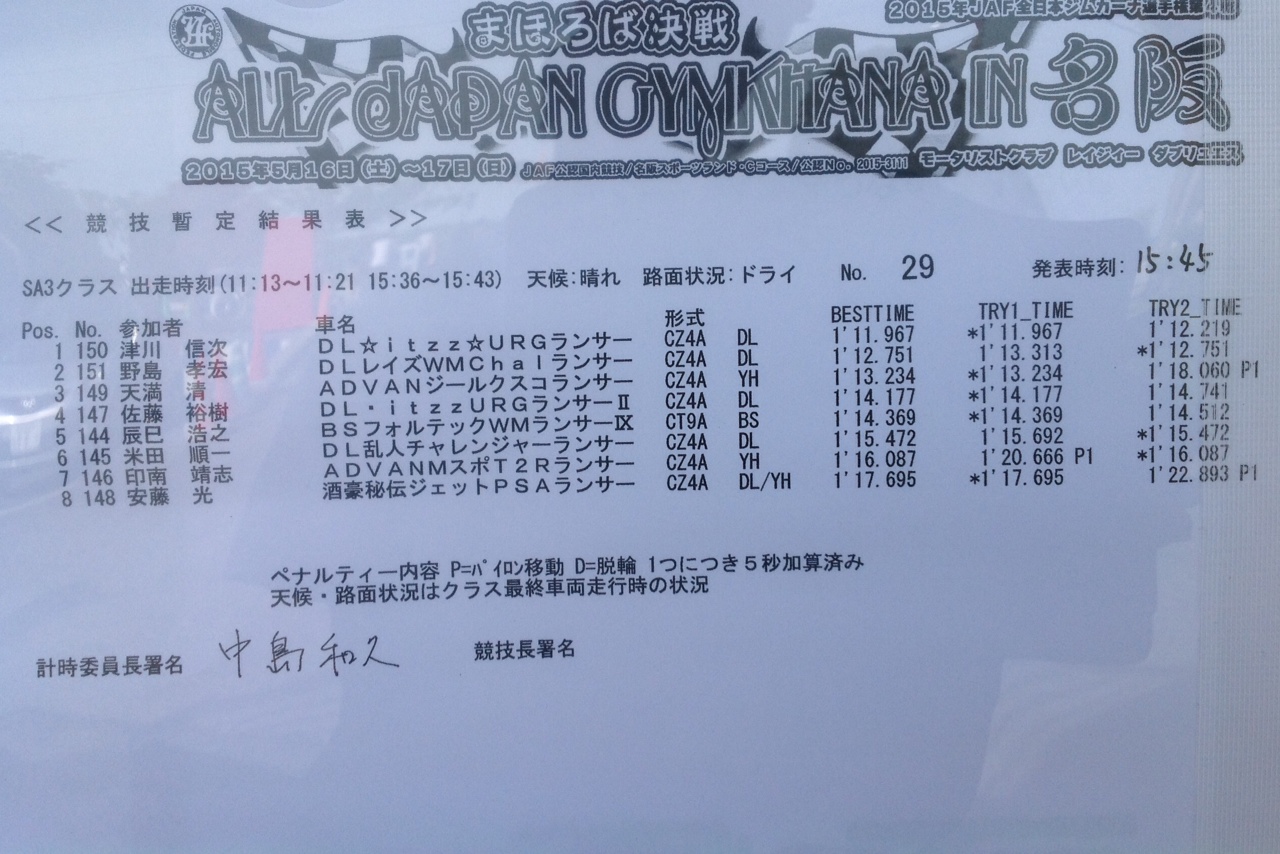 まほろば決戦
2015年JAF全日本ジムカーナ選手権
ALL JAPAN GYMKHANA IN 名阪
2015年5月16日(土)～17日(日) JAF公認国内競技/名阪スポーツランド・Cコース/公認No. 2015-3111 モータリストクラブ レイジィー ダブリュエス
<< 競 技 暫 定 結 果 表 >>
SA3クラス 出走時刻(11:13～11:21 15:36～15:43) 天候:晴れ 路面状況:ドライ No. 29 発表時刻: 15:45
Pos. No. 参加者 車名 形式 BESTTIME TRY1_TIME TRY2_TIME
1 150 津川 信次 ＤＬ☆ｉｔｚｚ☆ＵＲＧランサー CZ4A DL 1'11.967 *1'11.967 1'12.219
2 151 野島 孝宏 ＤＬレイズＷＭＣｈａｌランサー CZ4A DL 1'12.751 1'13.313 *1'12.751
3 149 天満 清 ＡＤＶＡＮジールクスコランサー CZ4A YH 1'13.234 *1'13.234 1'18.060 P1
4 147 佐藤 裕樹 ＤＬ・ｉｔｚｚＵＲＧランサーⅡ CZ4A DL 1'14.177 *1'14.177 1'14.741
5 144 辰巳 浩之 ＢＳフォルテックＷＭランサーⅨ CT9A BS 1'14.369 *1'14.369 1'14.512
6 145 米田 順一 ＤＬ乱人チャレンジャーランサー CZ4A DL 1'15.472 1'15.692 *1'15.472
7 146 印南 靖志 ＡＤＶＡＮＭスポＴ２Ｒランサー CZ4A YH 1'16.087 1'20.666 P1 *1'16.087
8 148 安藤 光 酒豪秘伝ジェットＰＳＡランサー CZ4A DL/YH 1'17.695 *1'17.695 1'22.893 P1
ペナルティー内容 P=ﾊﾟｲﾛﾝ移動 D=脱輪 1つにつき５秒加算済み
天候・路面状況はクラス最終車両走行時の状況
計時委員長署名 中島和久 競技長署名